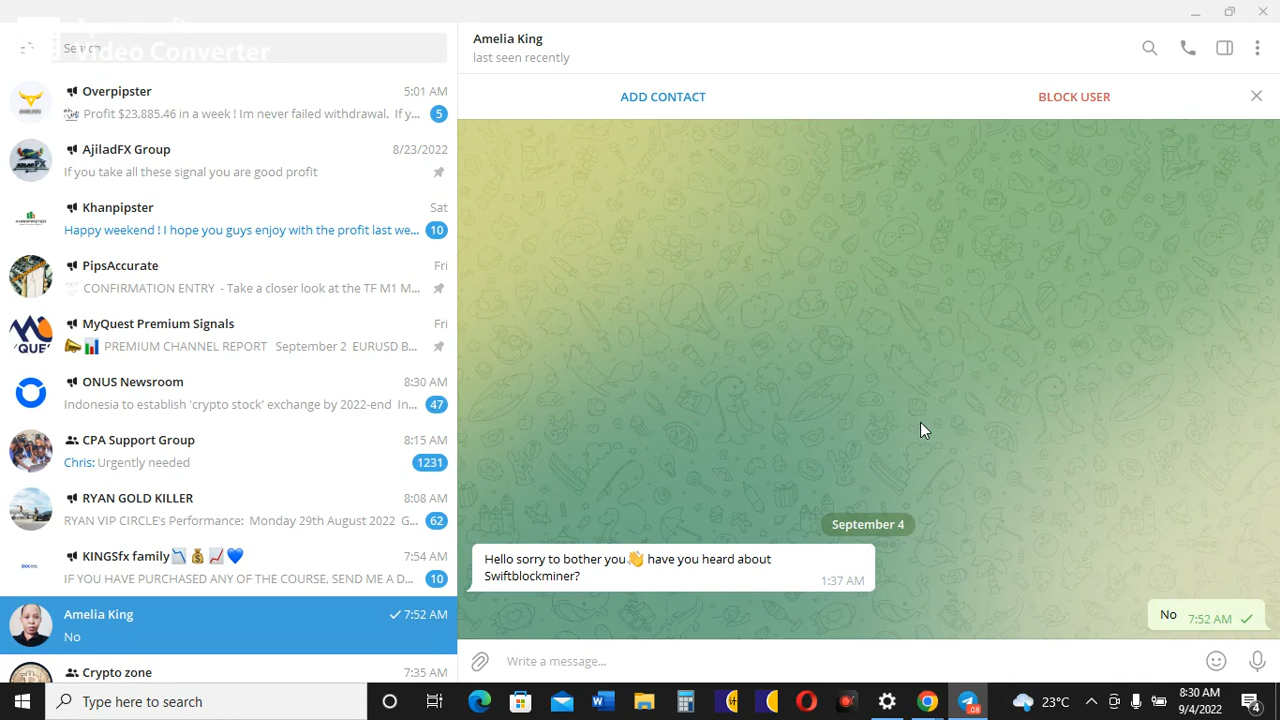 Video Converter
Search
Overpipster 5:01 AM
Profit $23,885.46 in a week ! Im never failed withdrawal. If y... 5
AjiladFX Group 8/23/2022
If you take all these signal you are good profit
Khanpipster Sat
Happy weekend ! I hope you guys enjoy with the profit last we... 10
PipsAccurate Fri
CONFIRMATION ENTRY - Take a closer look at the TF M1 M...
MyQuest Premium Signals Fri
PREMIUM CHANNEL REPORT September 2 EURUSD B...
ONUS Newsroom 8:30 AM
Indonesia to establish 'crypto stock' exchange by 2022-end In... 47
CPA Support Group 8:15 AM
Chris: Urgently needed 1231
RYAN GOLD KILLER 8:08 AM
RYAN VIP CIRCLE's Performance: Monday 29th August 2022 G... 62
KINGSfx family📉💰📈💙 7:54 AM
IF YOU HAVE PURCHASED ANY OF THE COURSE, SEND ME A D... 10
Amelia King 7:52 AM
No
Crypto zone 7:35 AM
Amelia King
last seen recently
ADD CONTACT BLOCK USER
September 4
Hello sorry to bother you👋 have you heard about
Swiftblockminer? 1:37 AM
No 7:52 AM
Write a message...
Type here to search
23°C
8:30 AM
9/4/2022
4